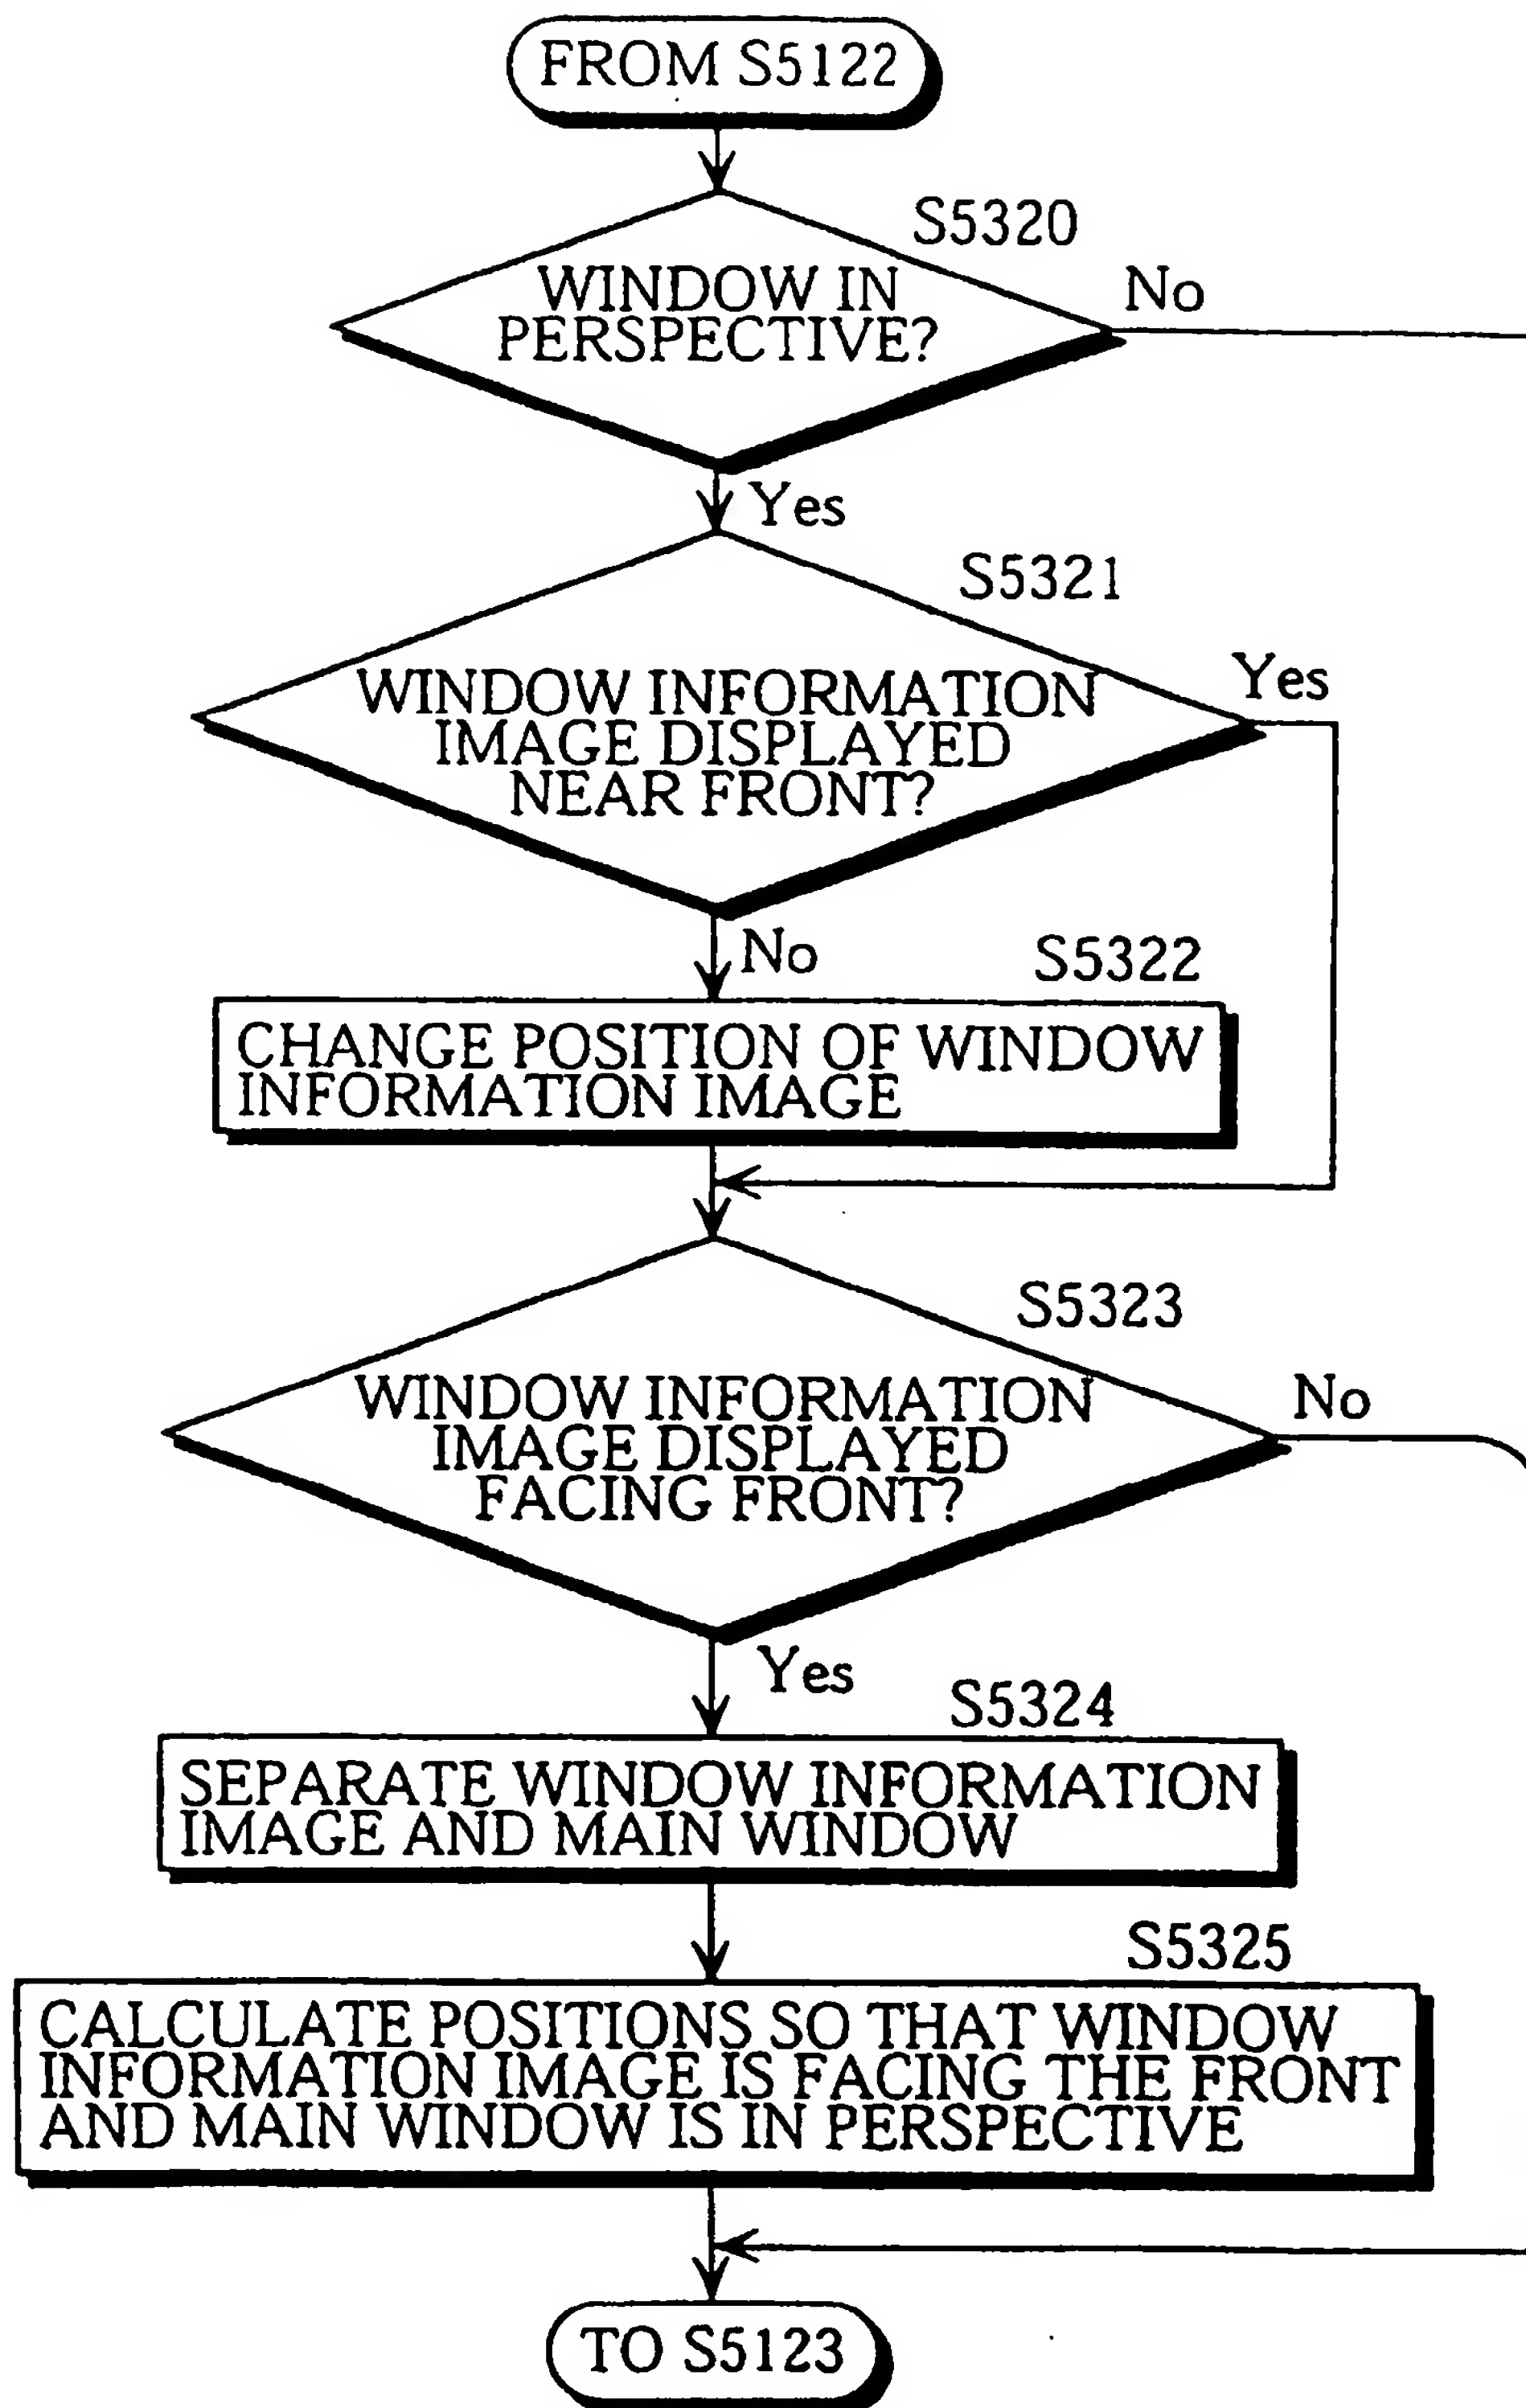 FROM S5122
S5320
WINDOW IN
PERSPECTIVE?
No
Yes
S5321
WINDOW INFORMATION
IMAGE DISPLAYED
NEAR FRONT?
Yes
No
S5322
CHANGE POSITION OF WINDOW
INFORMATION IMAGE
S5323
WINDOW INFORMATION
IMAGE DISPLAYED
FACING FRONT?
No
Yes
S5324
SEPARATE WINDOW INFORMATION
IMAGE AND MAIN WINDOW
S5325
CALCULATE POSITIONS SO THAT WINDOW
INFORMATION IMAGE IS FACING THE FRONT
AND MAIN WINDOW IS IN PERSPECTIVE
TO S5123